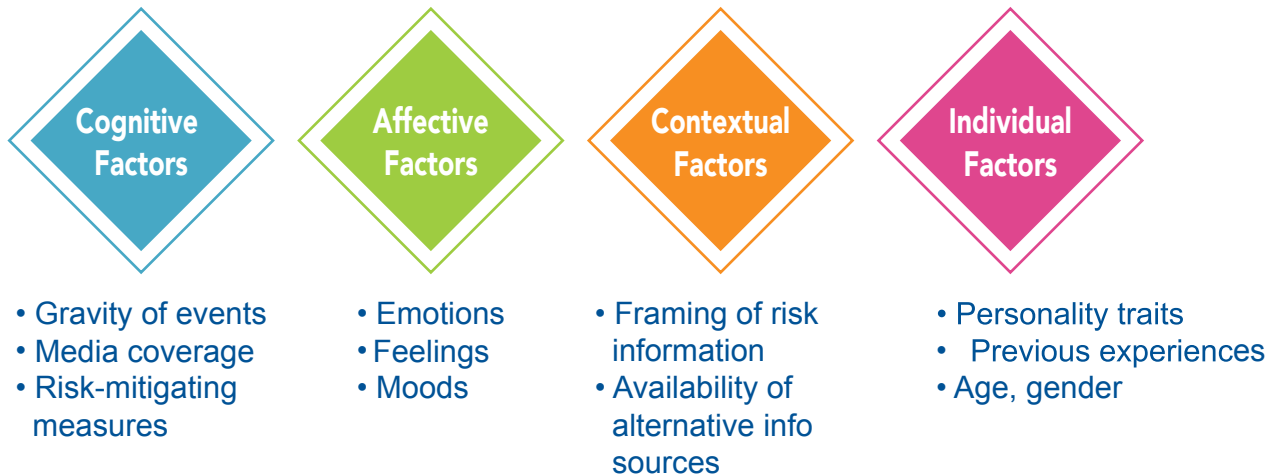 Cognitive
Factors
• Gravity of events
• Media coverage
• Risk-mitigating
measures
Affective
Factors
• Emotions
• Feelings
• Moods
Contextual
Factors
• Framing of risk
information
• Availability of
alternative info
sources
Individual
Factors
• Personality traits
• Previous experiences
• Age, gender